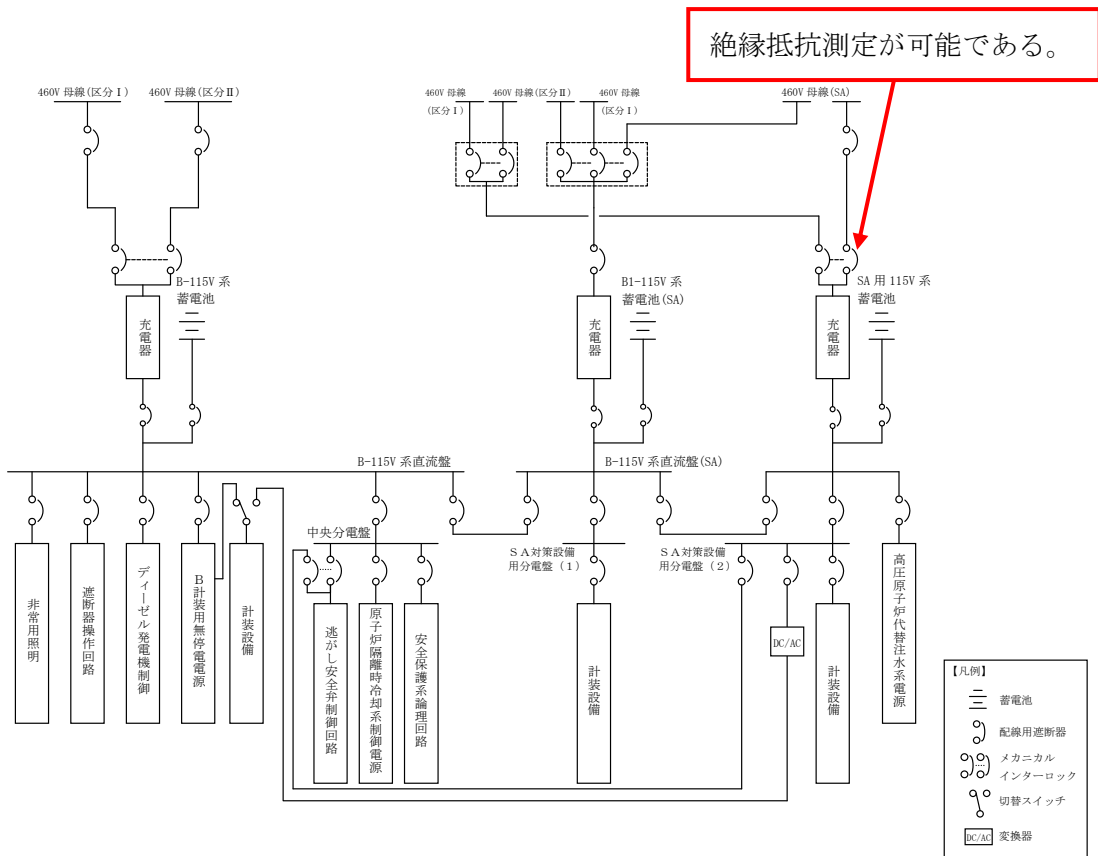 絶縁抵抗測定が可能である。
460V 母線(区分Ⅰ)
460V 母線(区分Ⅱ)
460V 母線
(区分Ⅰ)
460V 母線(区分Ⅱ)
460V 母線
(区分Ⅰ)
460V 母線(SA)
B-115V 系
蓄電池
充電器
B1-115V 系
蓄電池(SA)
充電器
SA 用 115V 系
蓄電池
充電器
B-115V 系直流盤
B-115V 系直流盤(SA)
中央分電盤
SA対策設備
用分電盤(1)
SA対策設備
用分電盤(2)
非常用照明
遮断器操作回路
ディーゼル発電機制御
B計装用無停電電源
計装設備
逃がし安全弁制御回路
原子炉隔離時冷却系制御電源
安全保護系論理回路
計装設備
DC/AC
計装設備
高圧原子炉代替注水系電源
【凡例】
蓄電池
配線用遮断器
メカニカル
インターロック
切替スイッチ
DC/AC 変換器